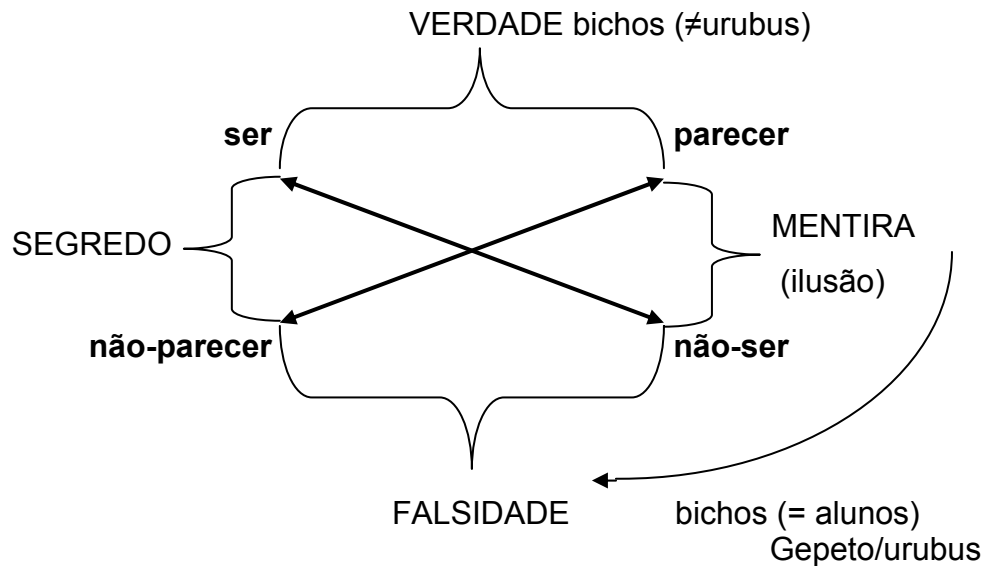 VERDADE bichos (≠urubus)
ser
parecer
SEGREDO
MENTIRA
(ilusão)
não-parecer
não-ser
FALSIDADE
bichos (= alunos)
Gepeto/urubus